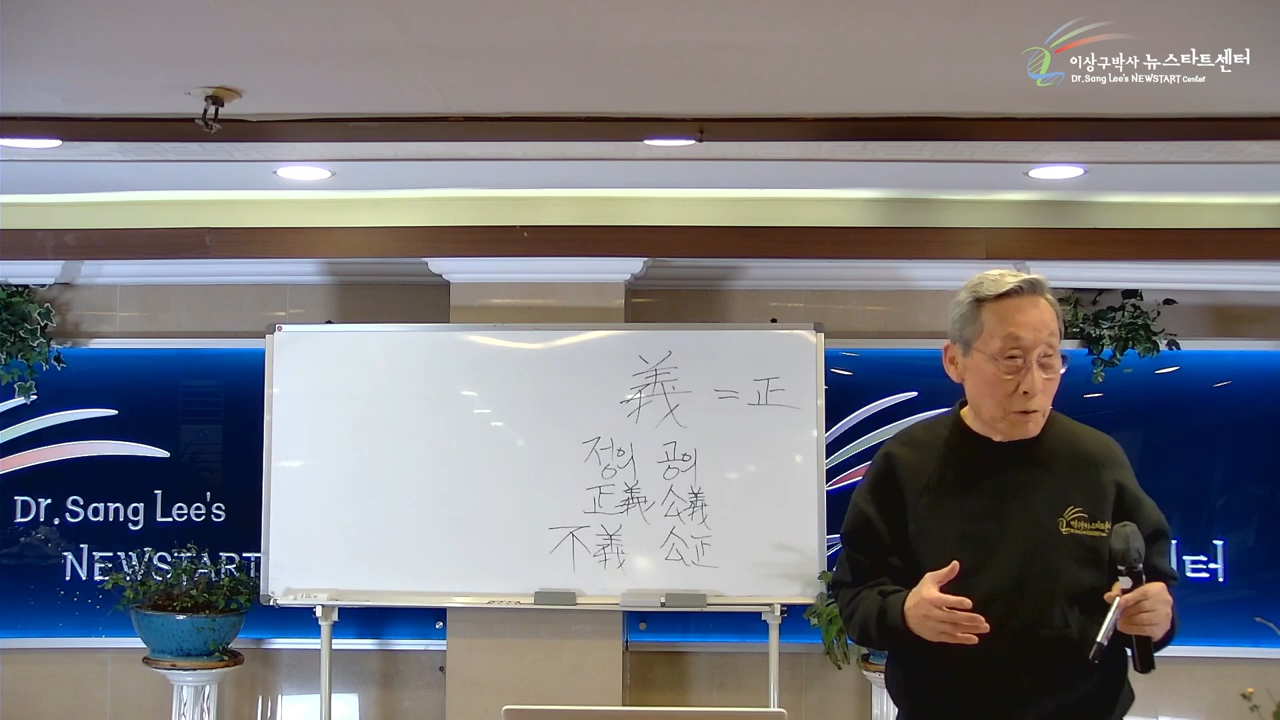 이상구박사 뉴스타트센터
Dr. Sang Lee's NEWSTART Center
義 = 正
정의 공의
正義 公義
不義 公正
Dr.Sang Lee's
NEWSTART
터